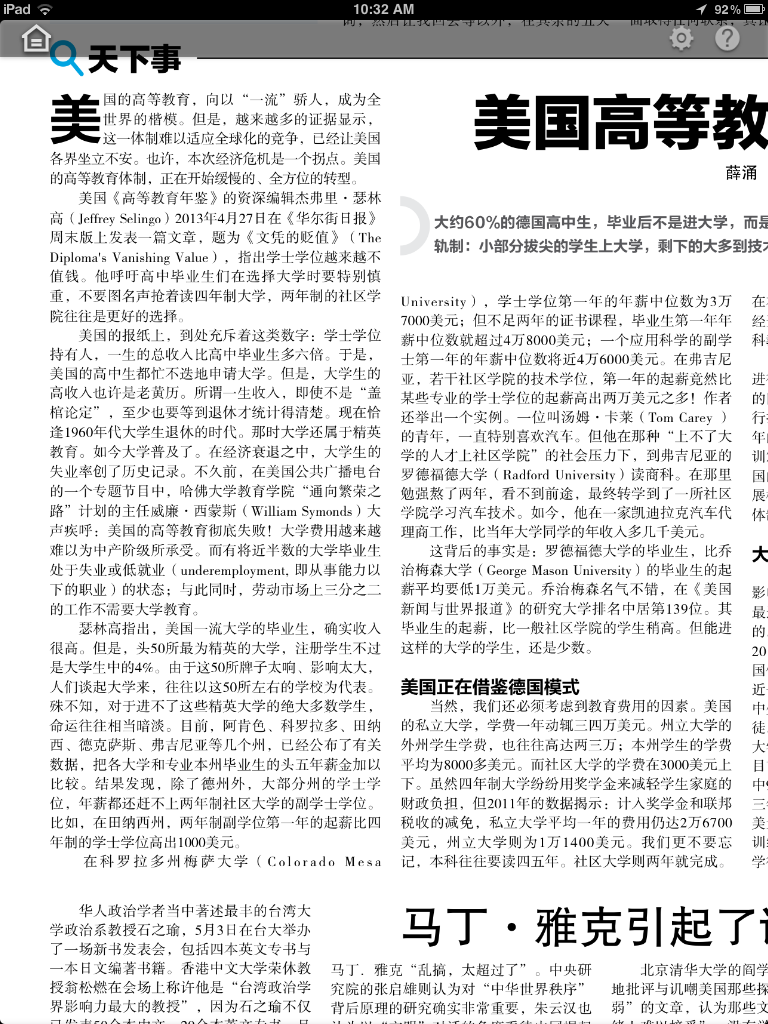 iPad
10:32 AM
92%
天下事
美国高等教
薛涌
大约60%的德国高中生，毕业后不是进大学，而是
轨制：小部分拔尖的学生上大学，剩下的大多到技术
美国的高等教育，向以“一流”骄人，成为全
世界的楷模。但是，越来越多的证据显示，
这一体制难以适应全球化的竞争，已经让美国
各界坐立不安。也许，本次经济危机是一个拐点。美国
的高等教育体制，正在开始缓慢的、全方位的转型。
美国《高等教育年鉴》的资深编辑杰弗里·瑟林
高（Jeffrey Selingo）2013年4月27日在《华尔街日报》
周末版上发表一篇文章，题为《文凭的贬值》（The
Diploma's Vanishing Value），指出学士学位越来越不
值钱。他呼吁高中毕业生们在选择大学时要特别慎
重，不要图名声抢着读四年制大学，两年制的社区学
院往往是更好的选择。
美国的报纸上，到处充斥着这类数字：学士学位
持有人，一生的总收入比高中毕业生多六倍。于是，
美国的高中生都忙不迭地申请大学。但是，大学生的
高收入也许是老黄历。所谓一生收入，即使不是“盖
棺论定”，至少也要等到退休才统计得清楚。现在恰
逢1960年代大学生退休的时代。那时大学还属于精英
教育。如今大学普及了。在经济衰退之中，大学生的
失业率创了历史记录。不久前，在美国公共广播电台
的一个专题节目中，哈佛大学教育学院“通向繁荣之
路”计划的主任威廉·西蒙斯（William Symonds）大
声疾呼：美国的高等教育彻底失败！大学费用越来越
难以为中产阶级所承受。而有将近半数的大学毕业生
处于失业或低就业（underemployment, 即从事能力以
下的职业）的状态；与此同时，劳动市场上三分之二
的工作不需要大学教育。
瑟林高指出，美国一流大学的毕业生，确实收入
很高。但是，头50所最为精英的大学，注册学生不过
是大学生中的4%。由于这50所牌子太响、影响太大，
人们谈起大学来，往往以这50所左右的学校为代表。
殊不知，对于进不了这些精英大学的绝大多数学生，
命运往往相当暗淡。目前，阿肯色、科罗拉多、田纳
西、德克萨斯、弗吉尼亚等几个州，已经公布了有关
数据，把各大学和专业本州毕业生的头五年薪金加以
比较。结果发现，除了德州外，大部分州的学士学
位，年薪都还赶不上两年制社区大学的副学士学位。
比如，在田纳西州，两年制副学位第一年的起薪比四
年制的学士学位高出1000美元。
在科罗拉多州梅萨大学（Colorado Mesa
University），学士学位第一年的年薪中位数为3万
7000美元；但不足两年的证书课程，毕业生第一年年
薪中位数就超过4万8000美元；一个应用科学的副学
士第一年的年薪中位数将近4万6000美元。在弗吉尼
亚，若干社区学院的技术学位，第一年的起薪竟然比
某些专业的学士学位的起薪高出两万美元之多！作者
还举出一个实例。一位叫汤姆·卡莱（Tom Carey ）
的青年，一直特别喜欢汽车。但他在那种“上不了大
学的人才上社区学院”的社会压力下，到弗吉尼亚的
罗德福德大学（Radford University）读商科。在那里
勉强熬了两年，看不到前途，最终转学到了一所社区
学院学习汽车技术。如今，他在一家凯迪拉克汽车代
理商工作，比当年大学同学的年收入多几千美元。
这背后的事实是：罗德福德大学的毕业生，比乔
治梅森大学（George Mason University）的毕业生的起
薪平均要低1万美元。乔治梅森名气不错，在《美国
新闻与世界报道》的研究大学排名中居第139位。其
毕业生的起薪，比一般社区学院的学生稍高。但能进
这样的大学的学生，还是少数。
美国正在借鉴德国模式
当然，我们还必须考虑到教育费用的因素。美国
的私立大学，学费一年动辄三四万美元。州立大学的
外州学生学费，也往往高达两三万；本州学生的学费
平均为8000多美元。而社区大学的学费在3000美元上
下。虽然四年制大学纷纷用奖学金来减轻学生家庭的
财政负担，但2011年的数据揭示：计入奖学金和联邦
税收的减免，私立大学平均一年的费用仍达2万6700
美元，州立大学则为1万1400美元。我们更不要忘
记，本科往往要读四五年。社区大学则两年就完成。
华人政治学者当中著述最丰的台湾大
学政治系教授石之瑜，5月3日在台大举办
了一场新书发表会，包括四本英文专书与
一本日文编著书籍。香港中文大学荣休教
授翁松燃在会场上称许他是“台湾政治学
界影响力最大的教授”，因为石之瑜不仅
马丁·雅克引起了
马丁．雅克“乱搞，太超过了”。中央研
究院的张启雄则认为对“中华世界秩序”
背后原理的研究确实非常重要，朱云汉也
北京清华大学的阎学
地批评与讥嘲美国那些探
弱”的文章，认为那些文